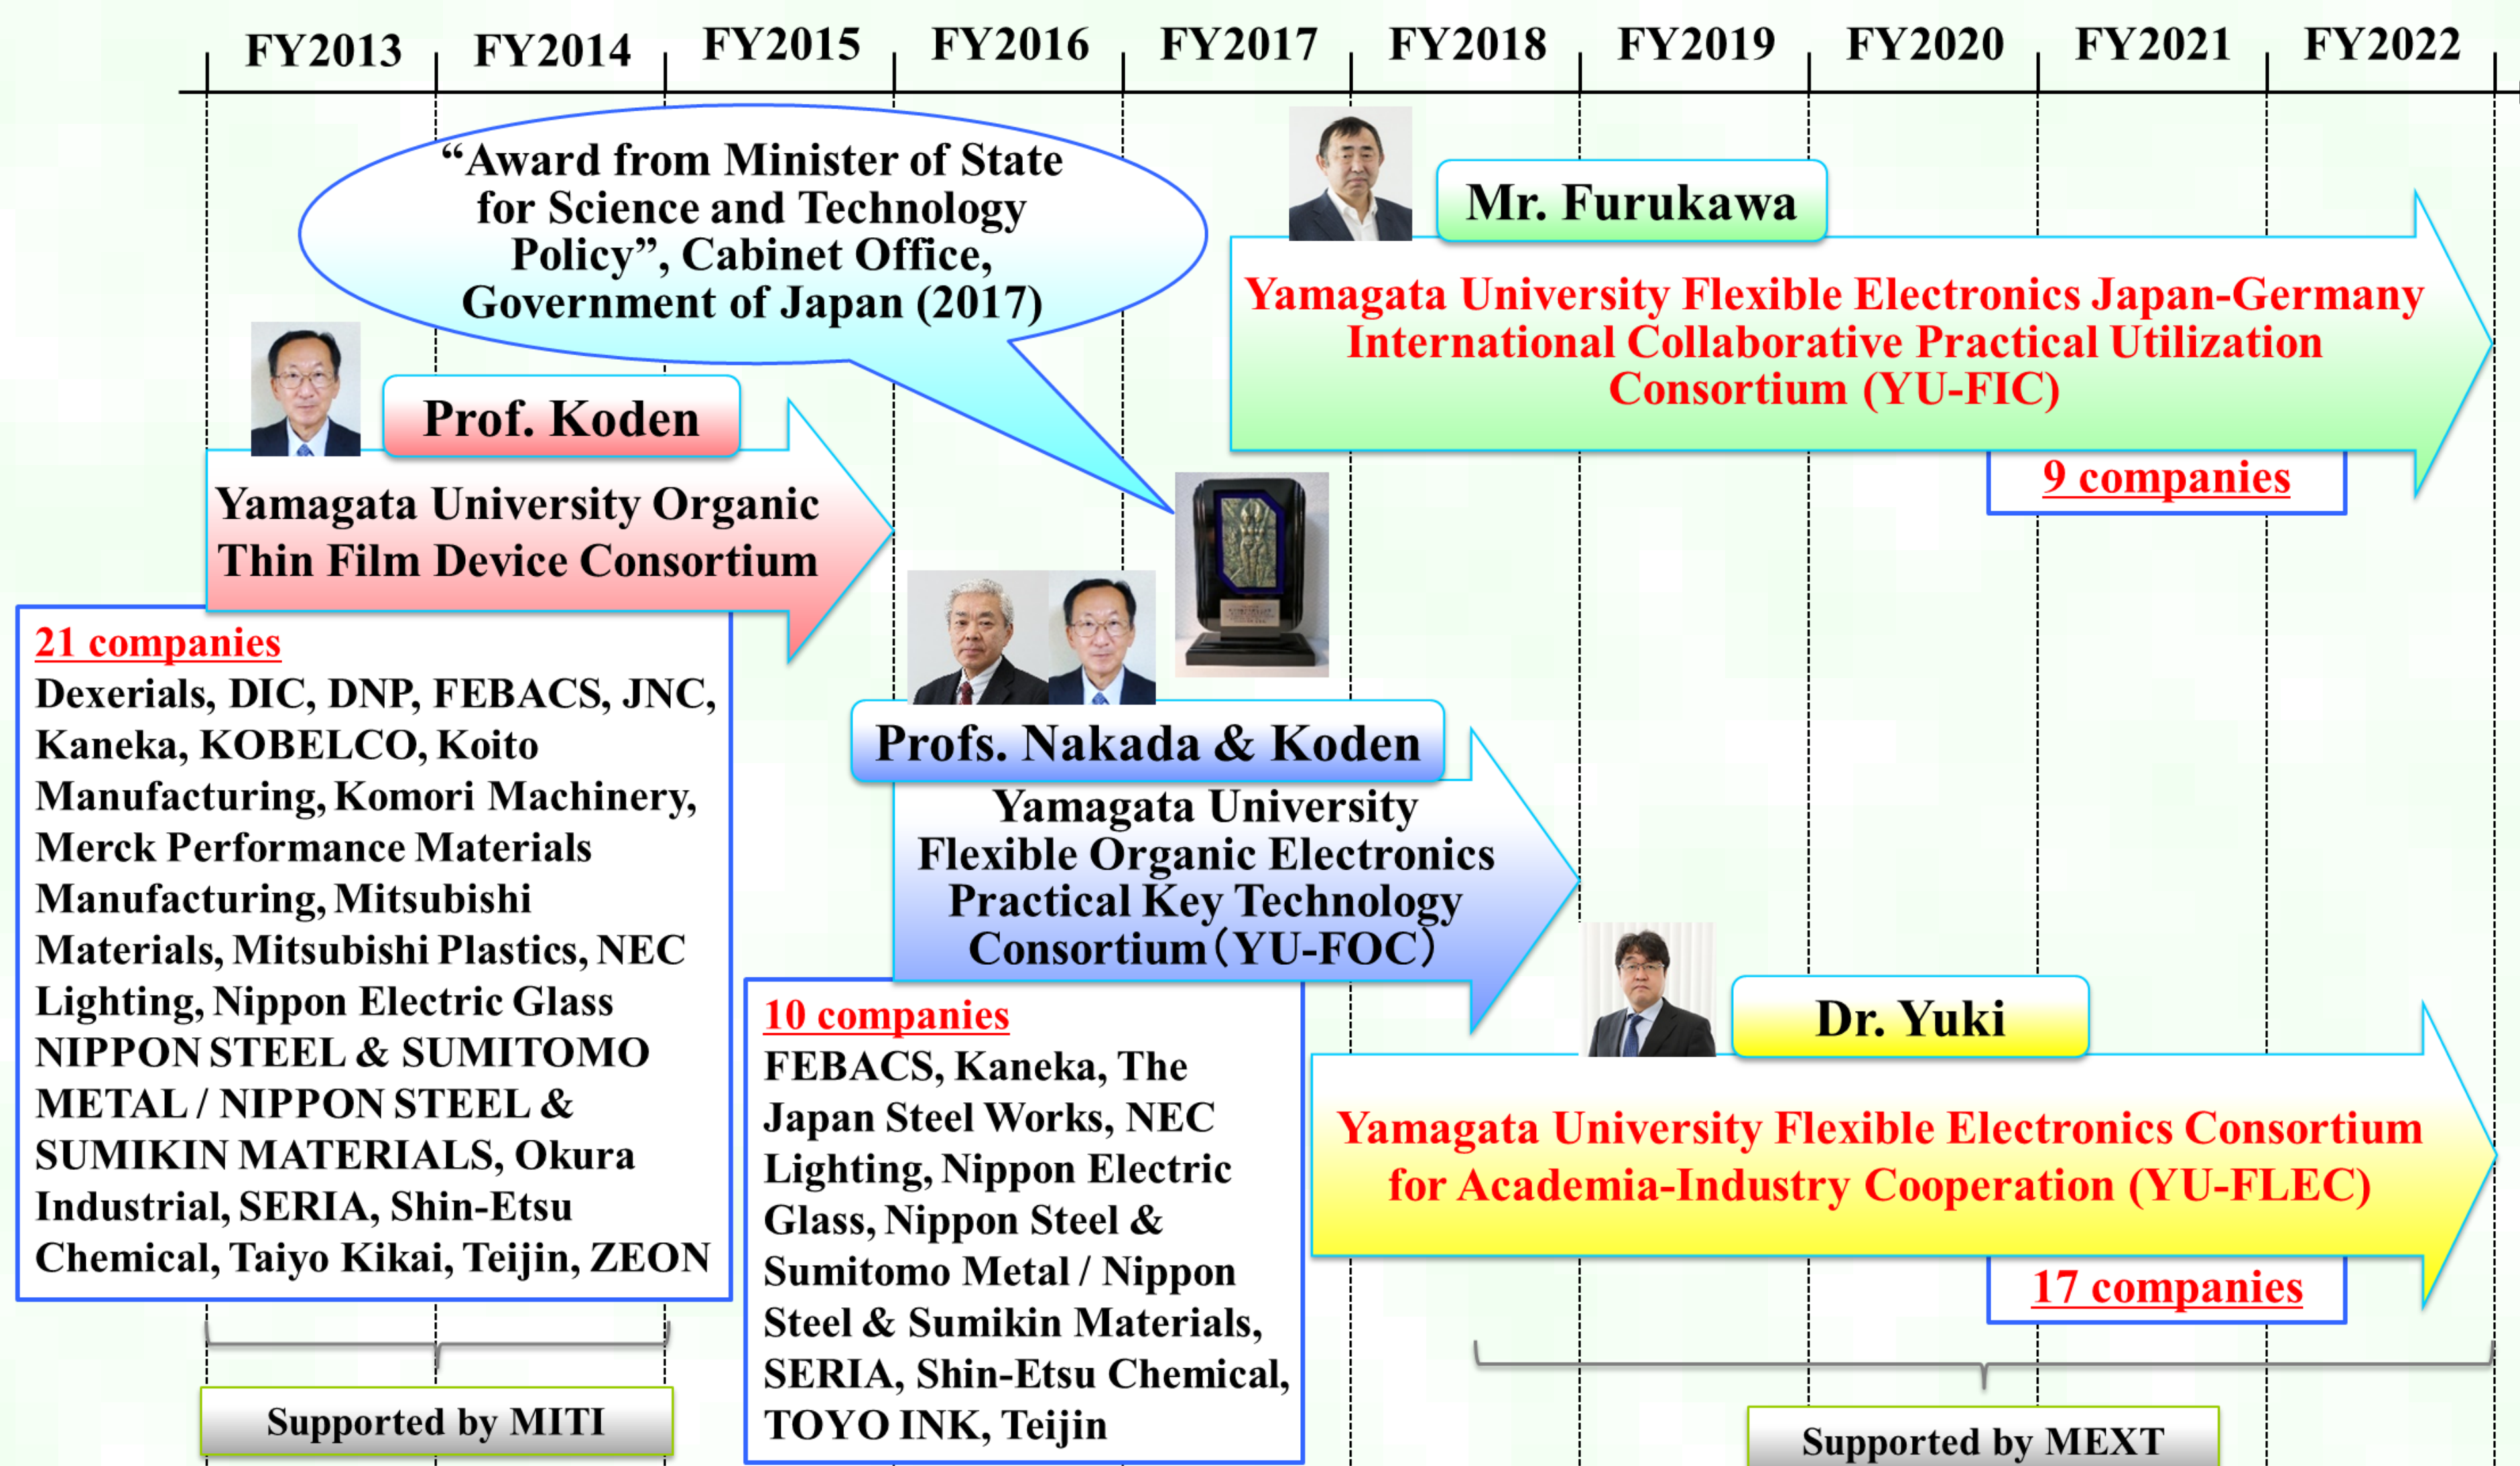 FY2013 FY2014 FY2015 FY2016 FY2017 FY2018 FY2019 FY2020 FY2021 FY2022
“Award from Minister of State
for Science and Technology
Policy”, Cabinet Office,
Government of Japan (2017)
Mr. Furukawa
Yamagata University Flexible Electronics Japan-Germany
International Collaborative Practical Utilization
Consortium (YU-FIC)
9 companies
Prof. Koden
Yamagata University Organic
Thin Film Device Consortium
21 companies
Dexerials, DIC, DNP, FEBACS, JNC,
Kaneka, KOBELCO, Koito
Manufacturing, Komori Machinery,
Merck Performance Materials
Manufacturing, Mitsubishi
Materials, Mitsubishi Plastics, NEC
Lighting, Nippon Electric Glass
NIPPON STEEL & SUMITOMO
METAL / NIPPON STEEL &
SUMIKIN MATERIALS, Okura
Industrial, SERIA, Shin-Etsu
Chemical, Taiyo Kikai, Teijin, ZEON
Supported by MITI
Profs. Nakada & Koden
Yamagata University
Flexible Organic Electronics
Practical Key Technology
Consortium（YU-FOC）
10 companies
FEBACS, Kaneka, The
Japan Steel Works, NEC
Lighting, Nippon Electric
Glass, Nippon Steel &
Sumitomo Metal / Nippon
Steel & Sumikin Materials,
SERIA, Shin-Etsu Chemical,
TOYO INK, Teijin
Dr. Yuki
Yamagata University Flexible Electronics Consortium
for Academia-Industry Cooperation (YU-FLEC)
17 companies
Supported by MEXT